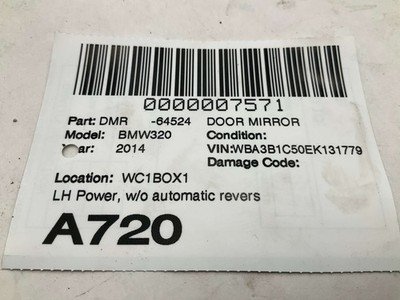 0000007571
Part: DMR -64524 DOOR MIRROR
Model: BMW320 Condition:
ar: 2014 VIN:WBA3B1C50EK131779
Damage Code:
Location: WC1BOX1
LH Power, w/o automatic revers
A720